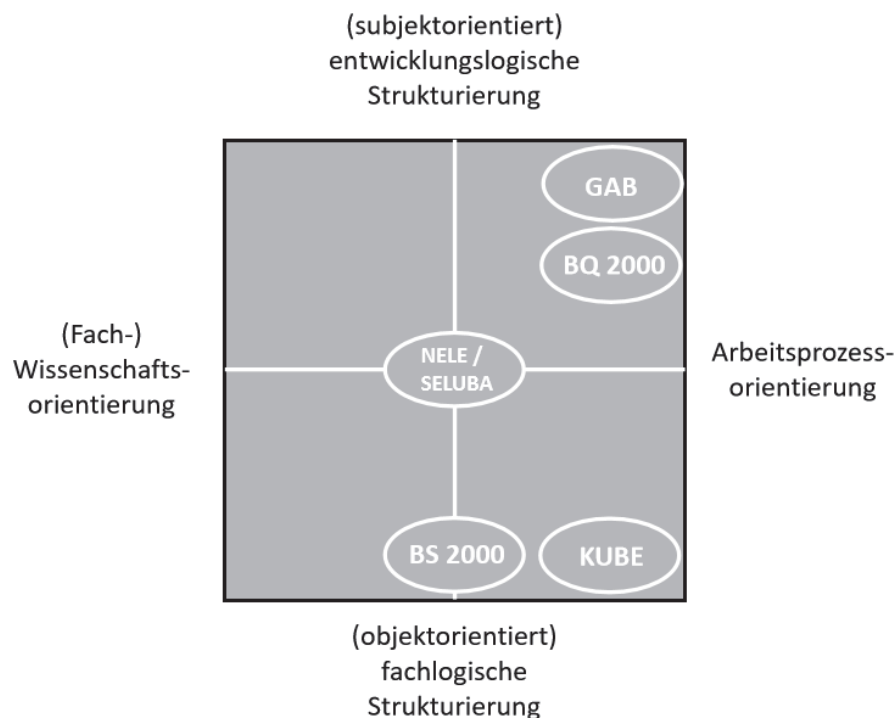 (subjektorientiert)
entwicklungslogische
Strukturierung
GAB
BQ 2000
(Fach-)
Wissenschafts-
orientierung
NELE /
SELUBA
Arbeitsprozess-
orientierung
BS 2000
KUBE
(objektorientiert)
fachlogische
Strukturierung